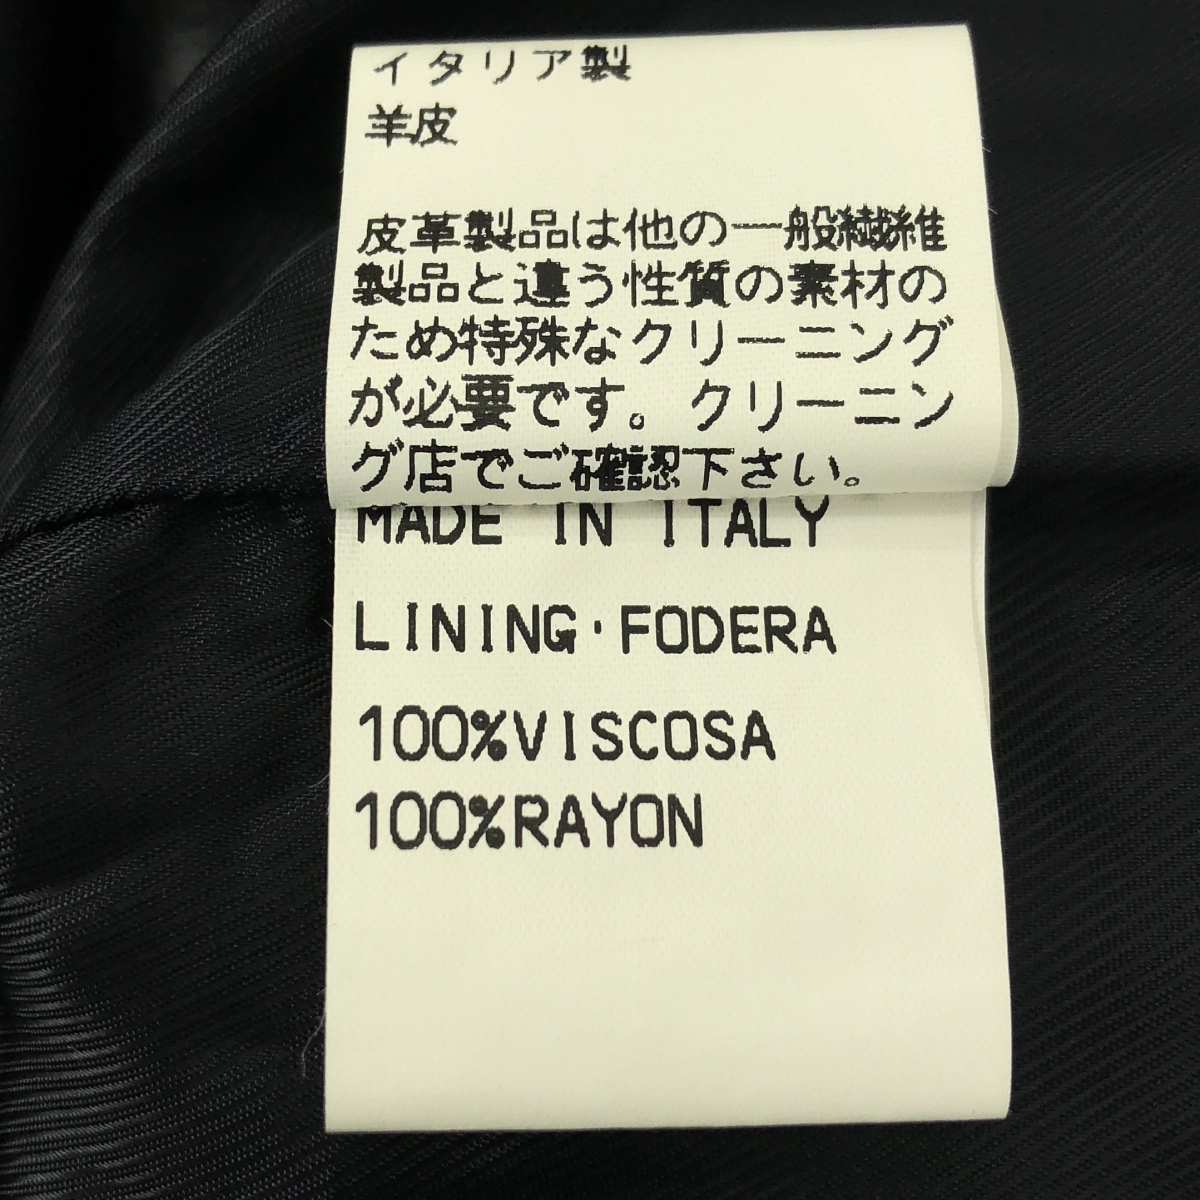 イタリア製
羊皮
皮革製品は他の一般繊維
製品と違う性質の素材の
ため特殊なクリーニング
が必要です。クリーニン
グ店でご確認下さい。
MADE IN ITALY
LINING・FODERA
100%VISCOSA
100%RAYON